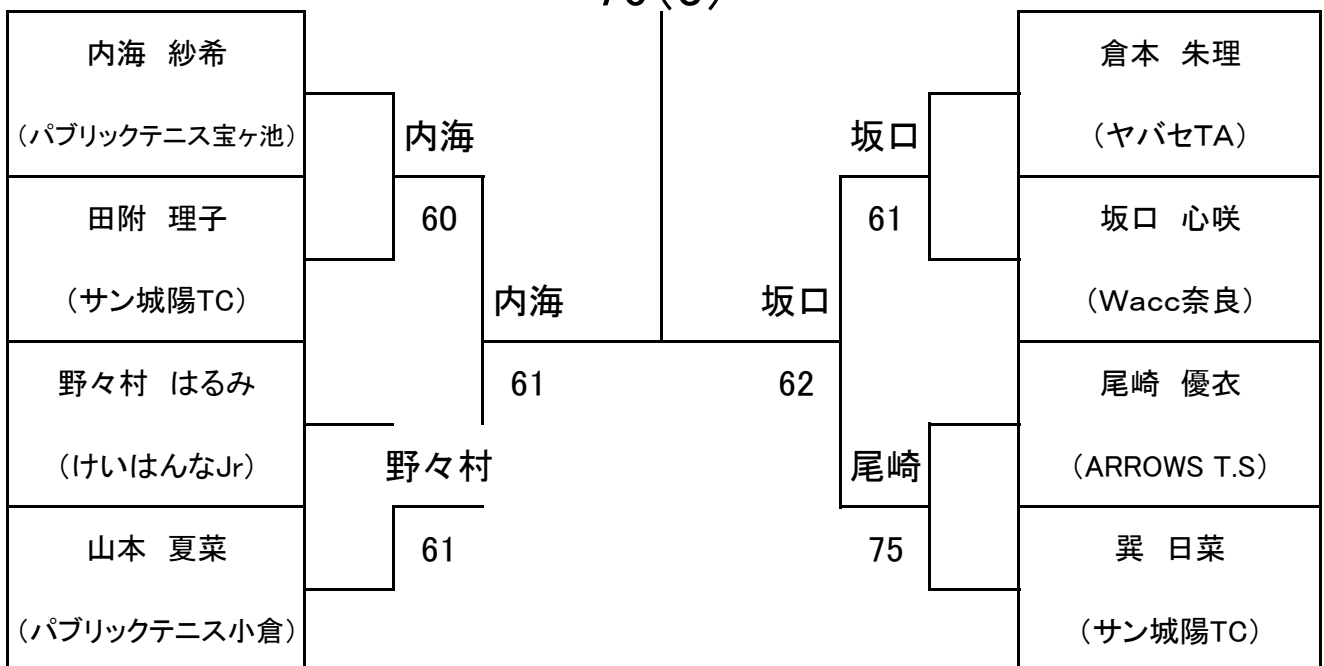 内海　紗希
（パブリックテニス宝ヶ池）
田附　理子
（サン城陽TC）
野々村　はるみ
（けいはんなJr）
山本　夏菜
（パブリックテニス小倉）
内海
60
野々村
61
内海
61
坂口
62
坂口
61
尾崎
75
倉本　朱理
（ヤバセTA）
坂口　心咲
（Wacc奈良）
尾崎　優衣
（ARROWS T.S）
巽　日菜
（サン城陽TC）